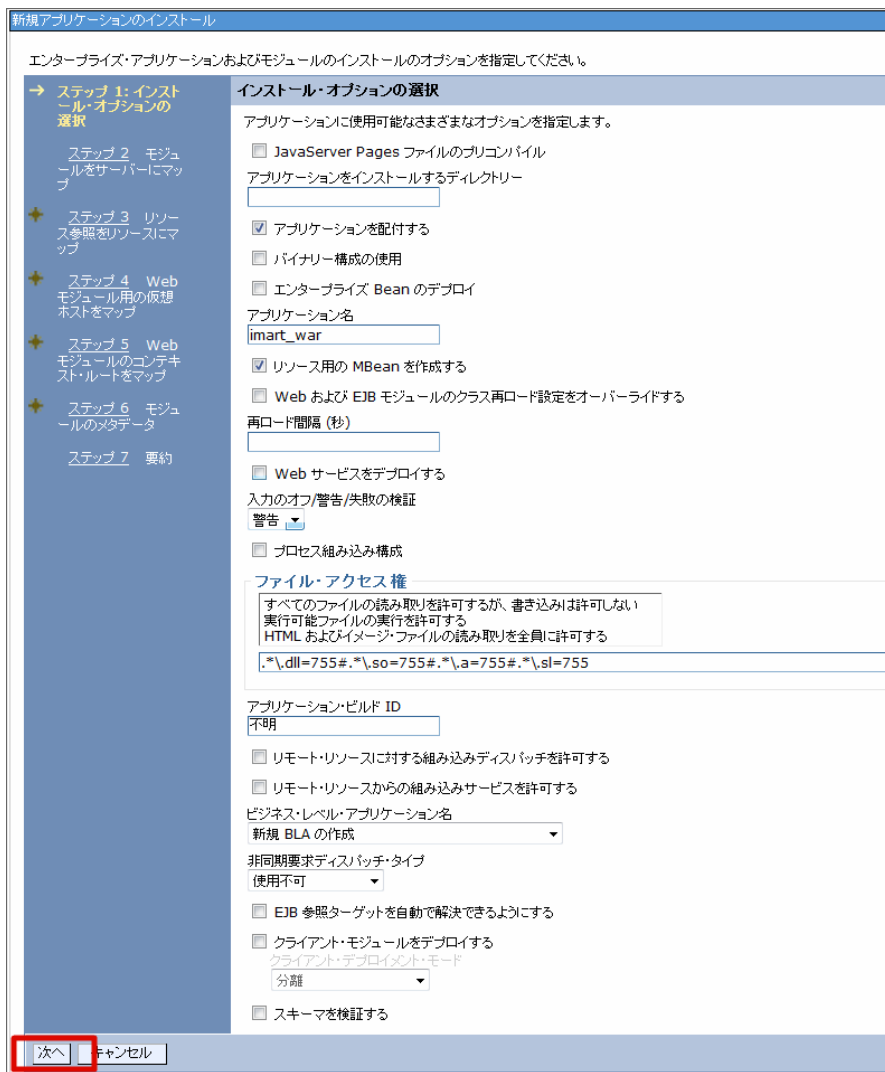 新規アプリケーションのインストール
エンタープライズ・アプリケーションおよびモジュールのインストールのオプションを指定してください。
→ ステップ 1: インスト
ール・オプションの
選択
ステップ 2 モジュ
ールをサーバーにマッ
プ
ステップ 3 リソー
ス参照をリソースにマ
ップ
ステップ 4 Web
モジュール用の仮想
ホストをマップ
ステップ 5 Web
モジュールのコンテキ
スト・ルートをマップ
ステップ 6 モジュ
ールのメタデータ
ステップ 7 要約
インストール・オプションの選択
アプリケーションに使用可能なさまざまなオプションを指定します。
JavaServer Pages ファイルのプリコンパイル
アプリケーションをインストールするディレクトリー
アプリケーションを配付する
バイナリー構成の使用
エンタープライズ Bean のデプロイ
アプリケーション名
imart_war
リソース用の MBean を作成する
Web および EJB モジュールのクラス再ロード設定をオーバーライドする
再ロード間隔 (秒)
Web サービスをデプロイする
入力のオフ/警告/失敗の検証
警告
プロセス組み込み構成
ファイル・アクセス権
すべてのファイルの読み取りを許可するが、書き込みは許可しない
実行可能ファイルの実行を許可する
HTML およびイメージ・ファイルの読み取りを全員に許可する
.*\.dll=755#.*\.so=755#.*\.a=755#.*\.sl=755
アプリケーション・ビルド ID
不明
リモート・リソースに対する組み込みディスパッチを許可する
リモート・リソースからの組み込みサービスを許可する
ビジネス・レベル・アプリケーション名
新規 BLA の作成
非同期要求ディスパッチ・タイプ
使用不可
EJB 参照ターゲットを自動で解決できるようにする
クライアント・モジュールをデプロイする
クライアント・デプロイメント・モード
分離
スキーマを検証する
次へ キャンセル